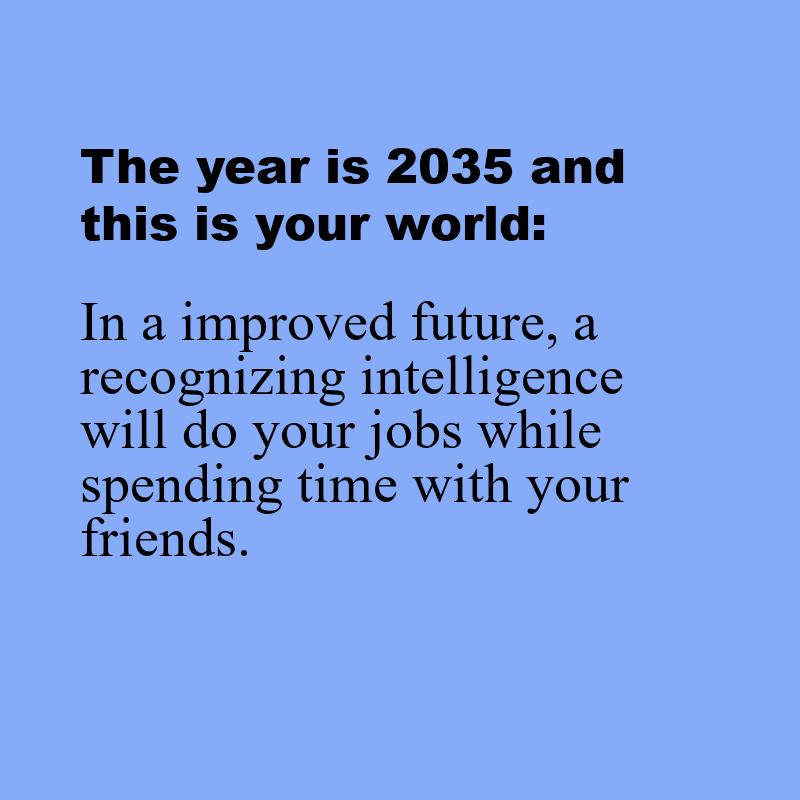 The year is 2035 and
this is your world:
In a improved future, a
recognizing intelligence
will do your jobs while
spending time with your
friends.